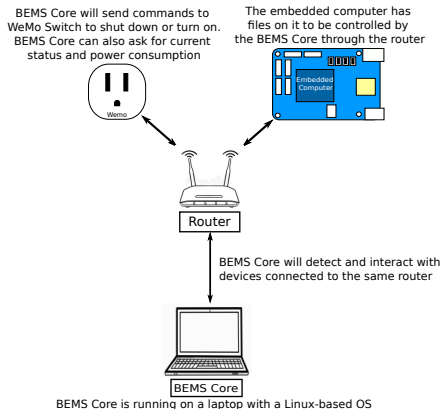 BEMS Core will send commands to
WeMo Switch to shut down or turn on.
BEMS Core can also ask for current
status and power consumption
The embedded computer has
files on it to be controlled by
the BEMS Core through the router
Wemo
Embedded
Computer
Router
BEMS Core will detect and interact with
devices connected to the same router
BEMS Core
BEMS Core is running on a laptop with a Linux-based OS